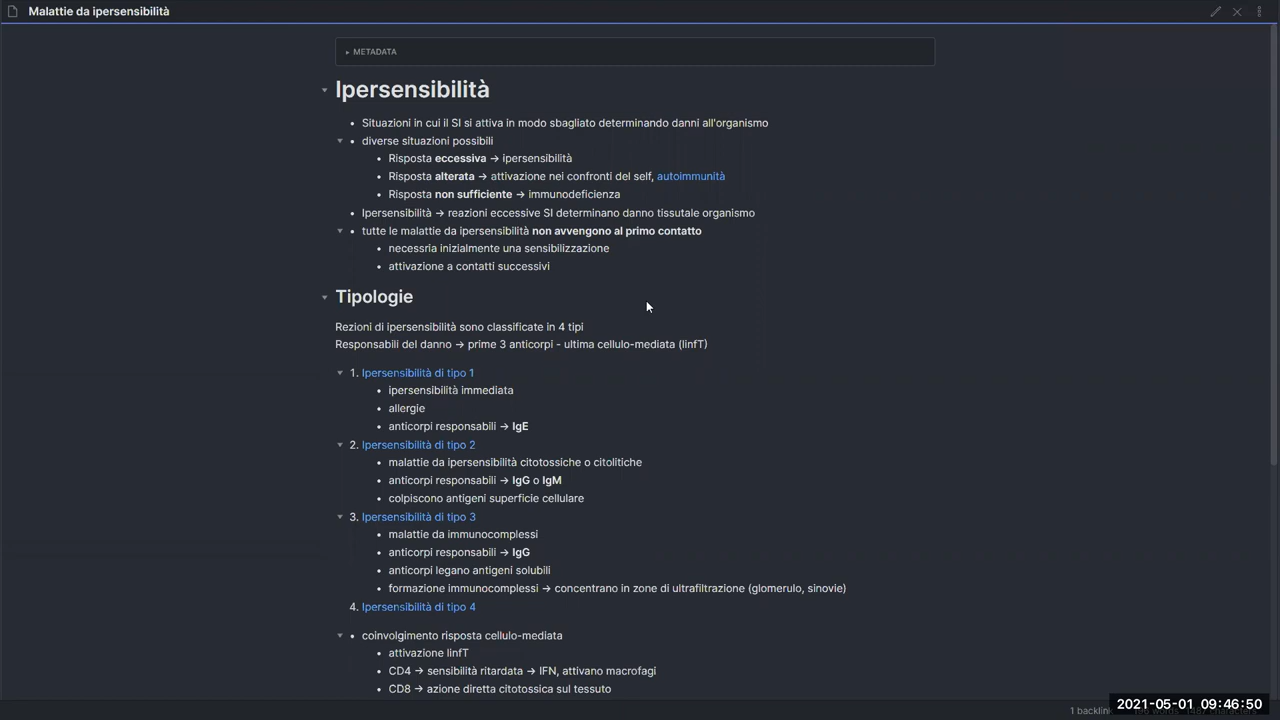 Malattie da ipersensibilità
METADATA
Ipersensibilità
Situazioni in cui il SI si attiva in modo sbagliato determinando danni all'organismo
diverse situazioni possibili
Risposta eccessiva → ipersensibilità
Risposta alterata → attivazione nei confronti del self, autoimmunità
Risposta non sufficiente → immunodeficienza
Ipersensibilità → reazioni eccessive SI determinano danno tissutale organismo
tutte le malattie da ipersensibilità non avvengono al primo contatto
necessria inizialmente una sensibilizzazione
attivazione a contatti successivi
Tipologie
Rezioni di ipersensibilità sono classificate in 4 tipi
Responsabili del danno → prime 3 anticorpi - ultima cellulo-mediata (linfT)
1. Ipersensibilità di tipo 1
ipersensibilità immediata
allergie
anticorpi responsabili → IgE
2. Ipersensibilità di tipo 2
malattie da ipersensibilità citotossiche o citolitiche
anticorpi responsabili → IgG o IgM
colpiscono antigeni superficie cellulare
3. Ipersensibilità di tipo 3
malattie da immunocomplessi
anticorpi responsabili → IgG
anticorpi legano antigeni solubili
formazione immunocomplessi → concentrano in zone di ultrafiltrazione (glomerulo, sinovie)
4. Ipersensibilità di tipo 4
coinvolgimento risposta cellulo-mediata
attivazione linfT
CD4 → sensibilità ritardata → IFN, attivano macrofagi
CD8 → azione diretta citotossica sul tessuto
1 backlink
2021-05-01 09:46:50